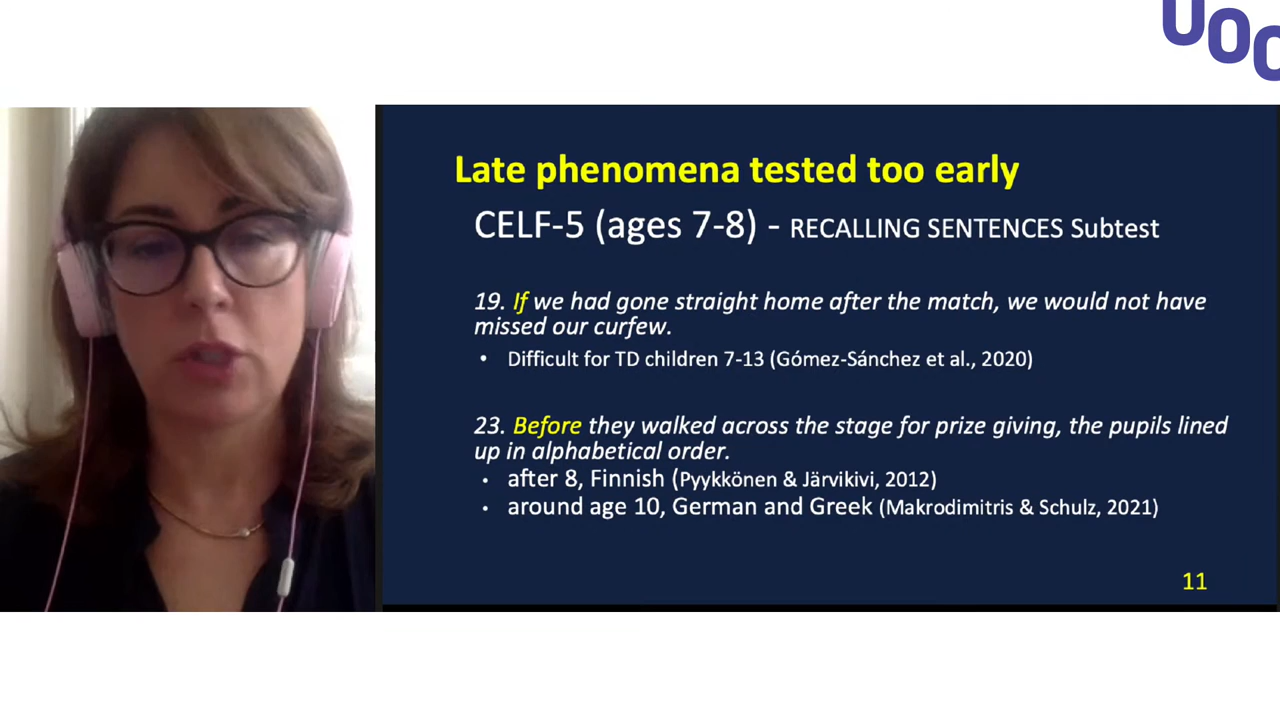 UOC
Late phenomena tested too early
CELF-5 (ages 7-8) - RECALLING SENTENCES Subtest
19. If we had gone straight home after the match, we would not have
missed our curfew.
• Difficult for TD children 7-13 (Gómez-Sánchez et al., 2020)
23. Before they walked across the stage for prize giving, the pupils lined
up in alphabetical order.
• after 8, Finnish (Pyykkönen & Järvikivi, 2012)
• around age 10, German and Greek (Makrodimitris & Schulz, 2021)
11